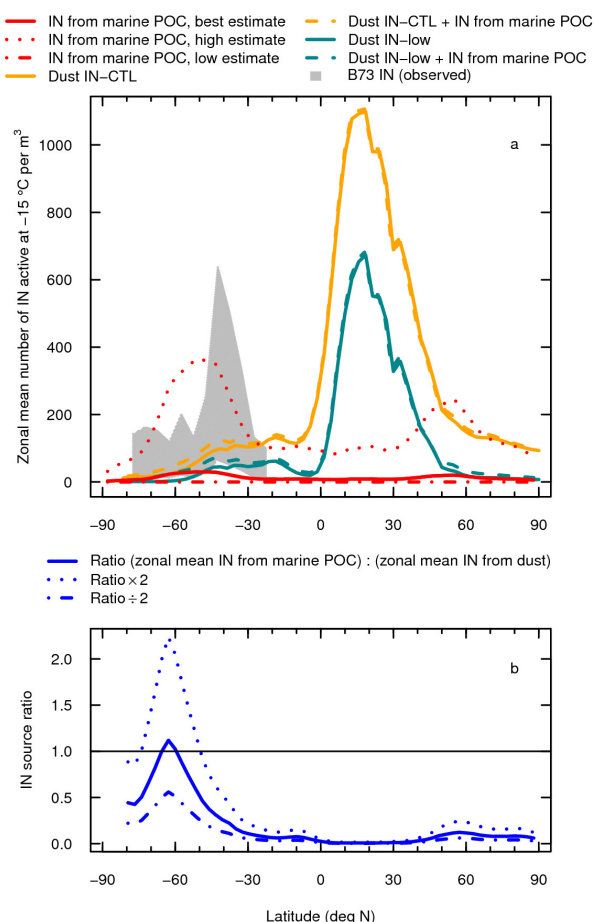 IN from marine POC, best estimate
IN from marine POC, high estimate
IN from marine POC, low estimate
Dust IN−CTL
Dust IN−CTL + IN from marine POC
Dust IN−low
Dust IN−low + IN from marine POC
B73 IN (observed)
Zonal mean number of IN active at −15 °C per m³
1000
800
600
400
200
0
a
−90 −60 −30 0 30 60 90
Ratio (zonal mean IN from marine POC) : (zonal mean IN from dust)
Ratio×2
Ratio÷2
IN source ratio
2.0
1.5
1.0
0.5
0.0
b
−90 −60 −30 0 30 60 90
Latitude (deg N)